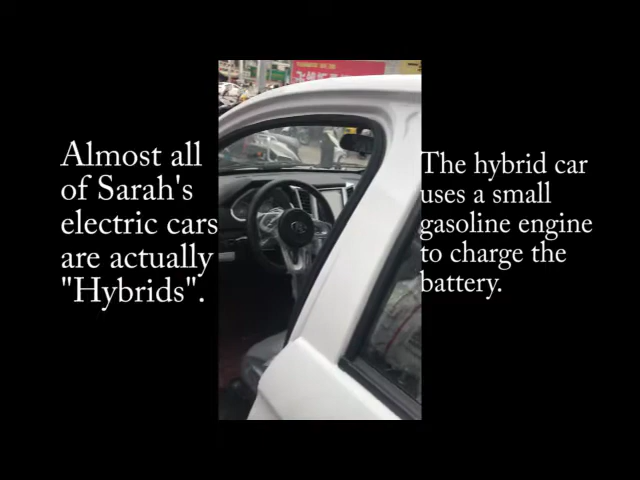 Almost all
of Sarah's
electric cars
are actually
"Hybrids".
The hybrid car
uses a small
gasoline engine
to charge the
battery.